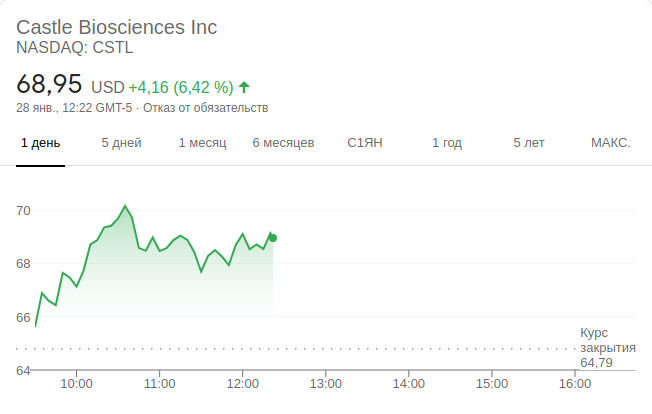 Castle Biosciences Inc
NASDAQ: CSTL
68,95 USD +4,16 (6,42 %)
28 янв., 12:22 GMT-5 · Отказ от обязательств
1 день 5 дней 1 месяц 6 месяцев С1ЯН 1 год 5 лет МАКС.
70
68
66
Курс
закрытия
64,79
64
10:00 11:00 12:00 13:00 14:00 15:00 16:00